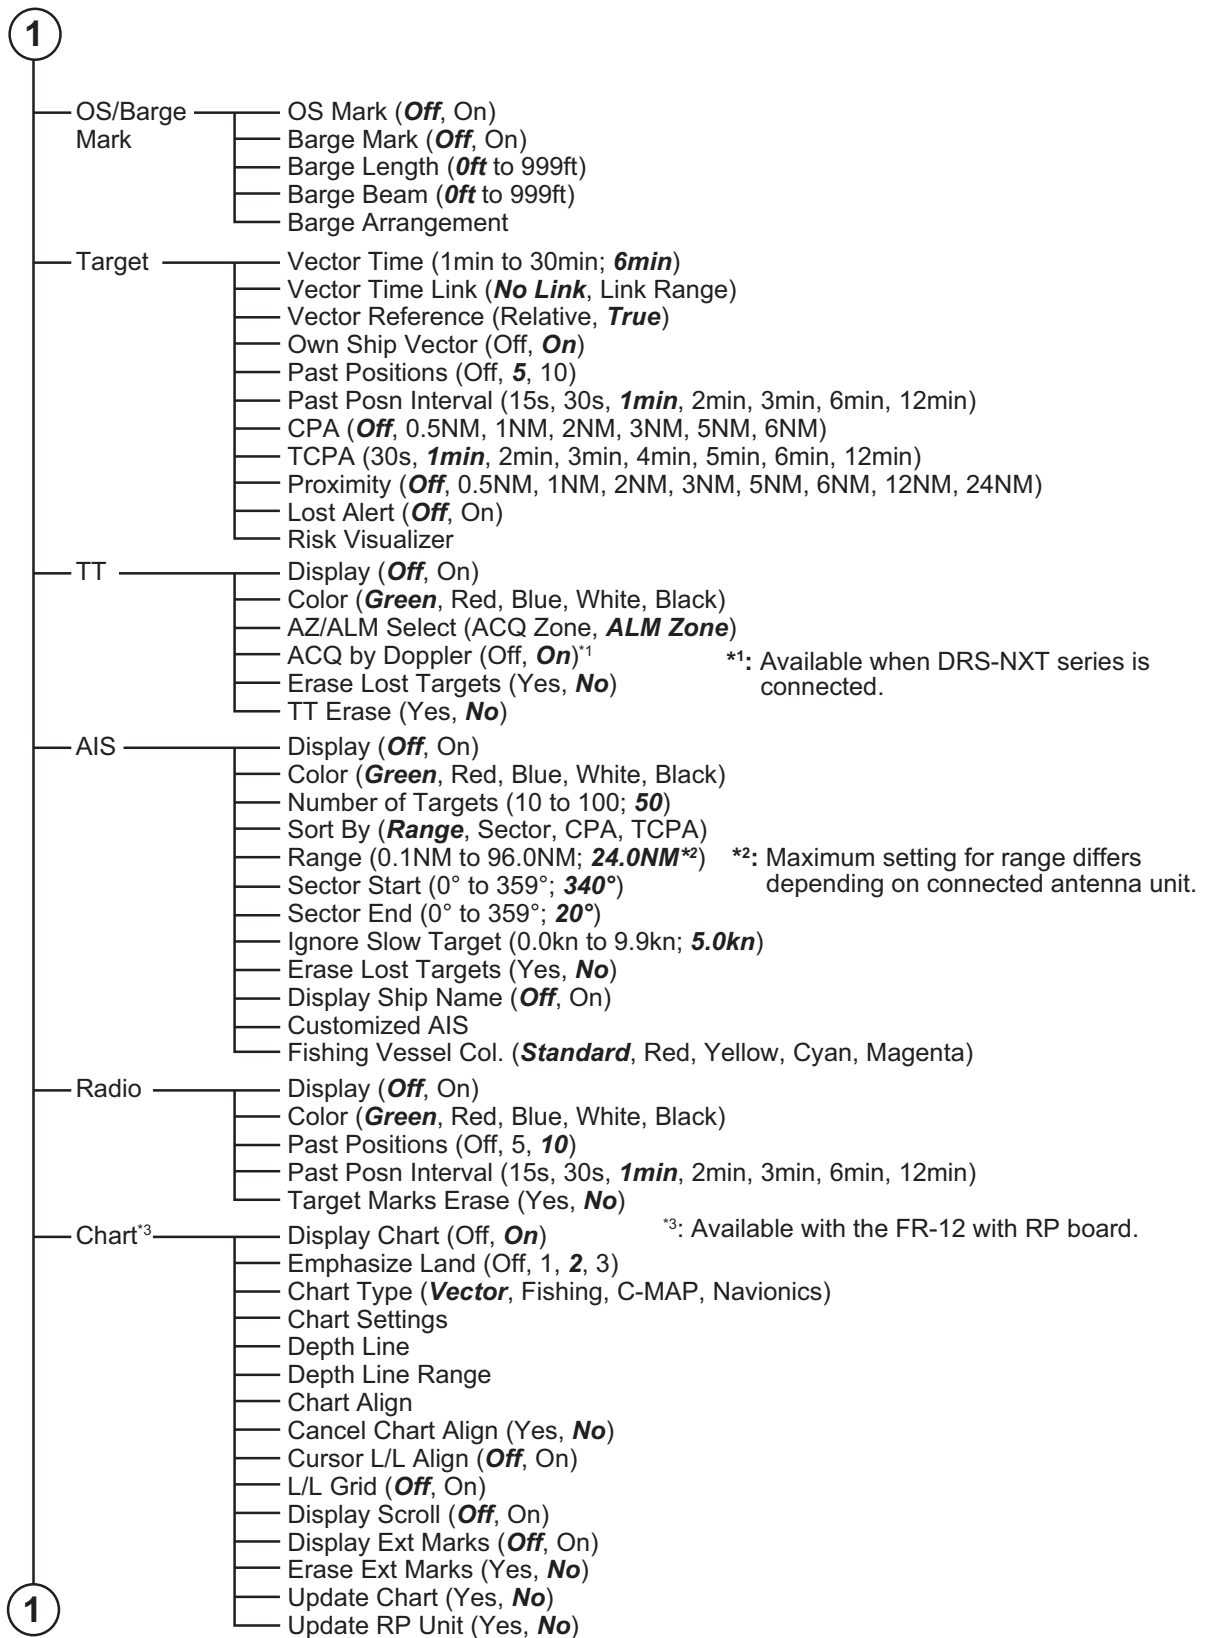 1
OS/Barge
Mark
OS Mark (Off, On)
Barge Mark (Off, On)
Barge Length (0ft to 999ft)
Barge Beam (0ft to 999ft)
Barge Arrangement
Target
Vector Time (1min to 30min; 6min)
Vector Time Link (No Link, Link Range)
Vector Reference (Relative, True)
Own Ship Vector (Off, On)
Past Positions (Off, 5, 10)
Past Posn Interval (15s, 30s, 1min, 2min, 3min, 6min, 12min)
CPA (Off, 0.5NM, 1NM, 2NM, 3NM, 5NM, 6NM)
TCPA (30s, 1min, 2min, 3min, 4min, 5min, 6min, 12min)
Proximity (Off, 0.5NM, 1NM, 2NM, 3NM, 5NM, 6NM, 12NM, 24NM)
Lost Alert (Off, On)
Risk Visualizer
TT
Display (Off, On)
Color (Green, Red, Blue, White, Black)
AZ/ALM Select (ACQ Zone, ALM Zone)
ACQ by Doppler (Off, On)*1
*1: Available when DRS-NXT series is
connected.
Erase Lost Targets (Yes, No)
TT Erase (Yes, No)
AIS
Display (Off, On)
Color (Green, Red, Blue, White, Black)
Number of Targets (10 to 100; 50)
Sort By (Range, Sector, CPA, TCPA)
Range (0.1NM to 96.0NM; 24.0NM*2)
*2: Maximum setting for range differs
depending on connected antenna unit.
Sector Start (0° to 359°; 340°)
Sector End (0° to 359°; 20°)
Ignore Slow Target (0.0kn to 9.9kn; 5.0kn)
Erase Lost Targets (Yes, No)
Display Ship Name (Off, On)
Customized AIS
Fishing Vessel Col. (Standard, Red, Yellow, Cyan, Magenta)
Radio
Display (Off, On)
Color (Green, Red, Blue, White, Black)
Past Positions (Off, 5, 10)
Past Posn Interval (15s, 30s, 1min, 2min, 3min, 6min, 12min)
Target Marks Erase (Yes, No)
Chart*3
*3: Available with the FR-12 with RP board.
Display Chart (Off, On)
Emphasize Land (Off, 1, 2, 3)
Chart Type (Vector, Fishing, C-MAP, Navionics)
Chart Settings
Depth Line
Depth Line Range
Chart Align
Cancel Chart Align (Yes, No)
Cursor L/L Align (Off, On)
L/L Grid (Off, On)
Display Scroll (Off, On)
Display Ext Marks (Off, On)
Erase Ext Marks (Yes, No)
Update Chart (Yes, No)
Update RP Unit (Yes, No)
1